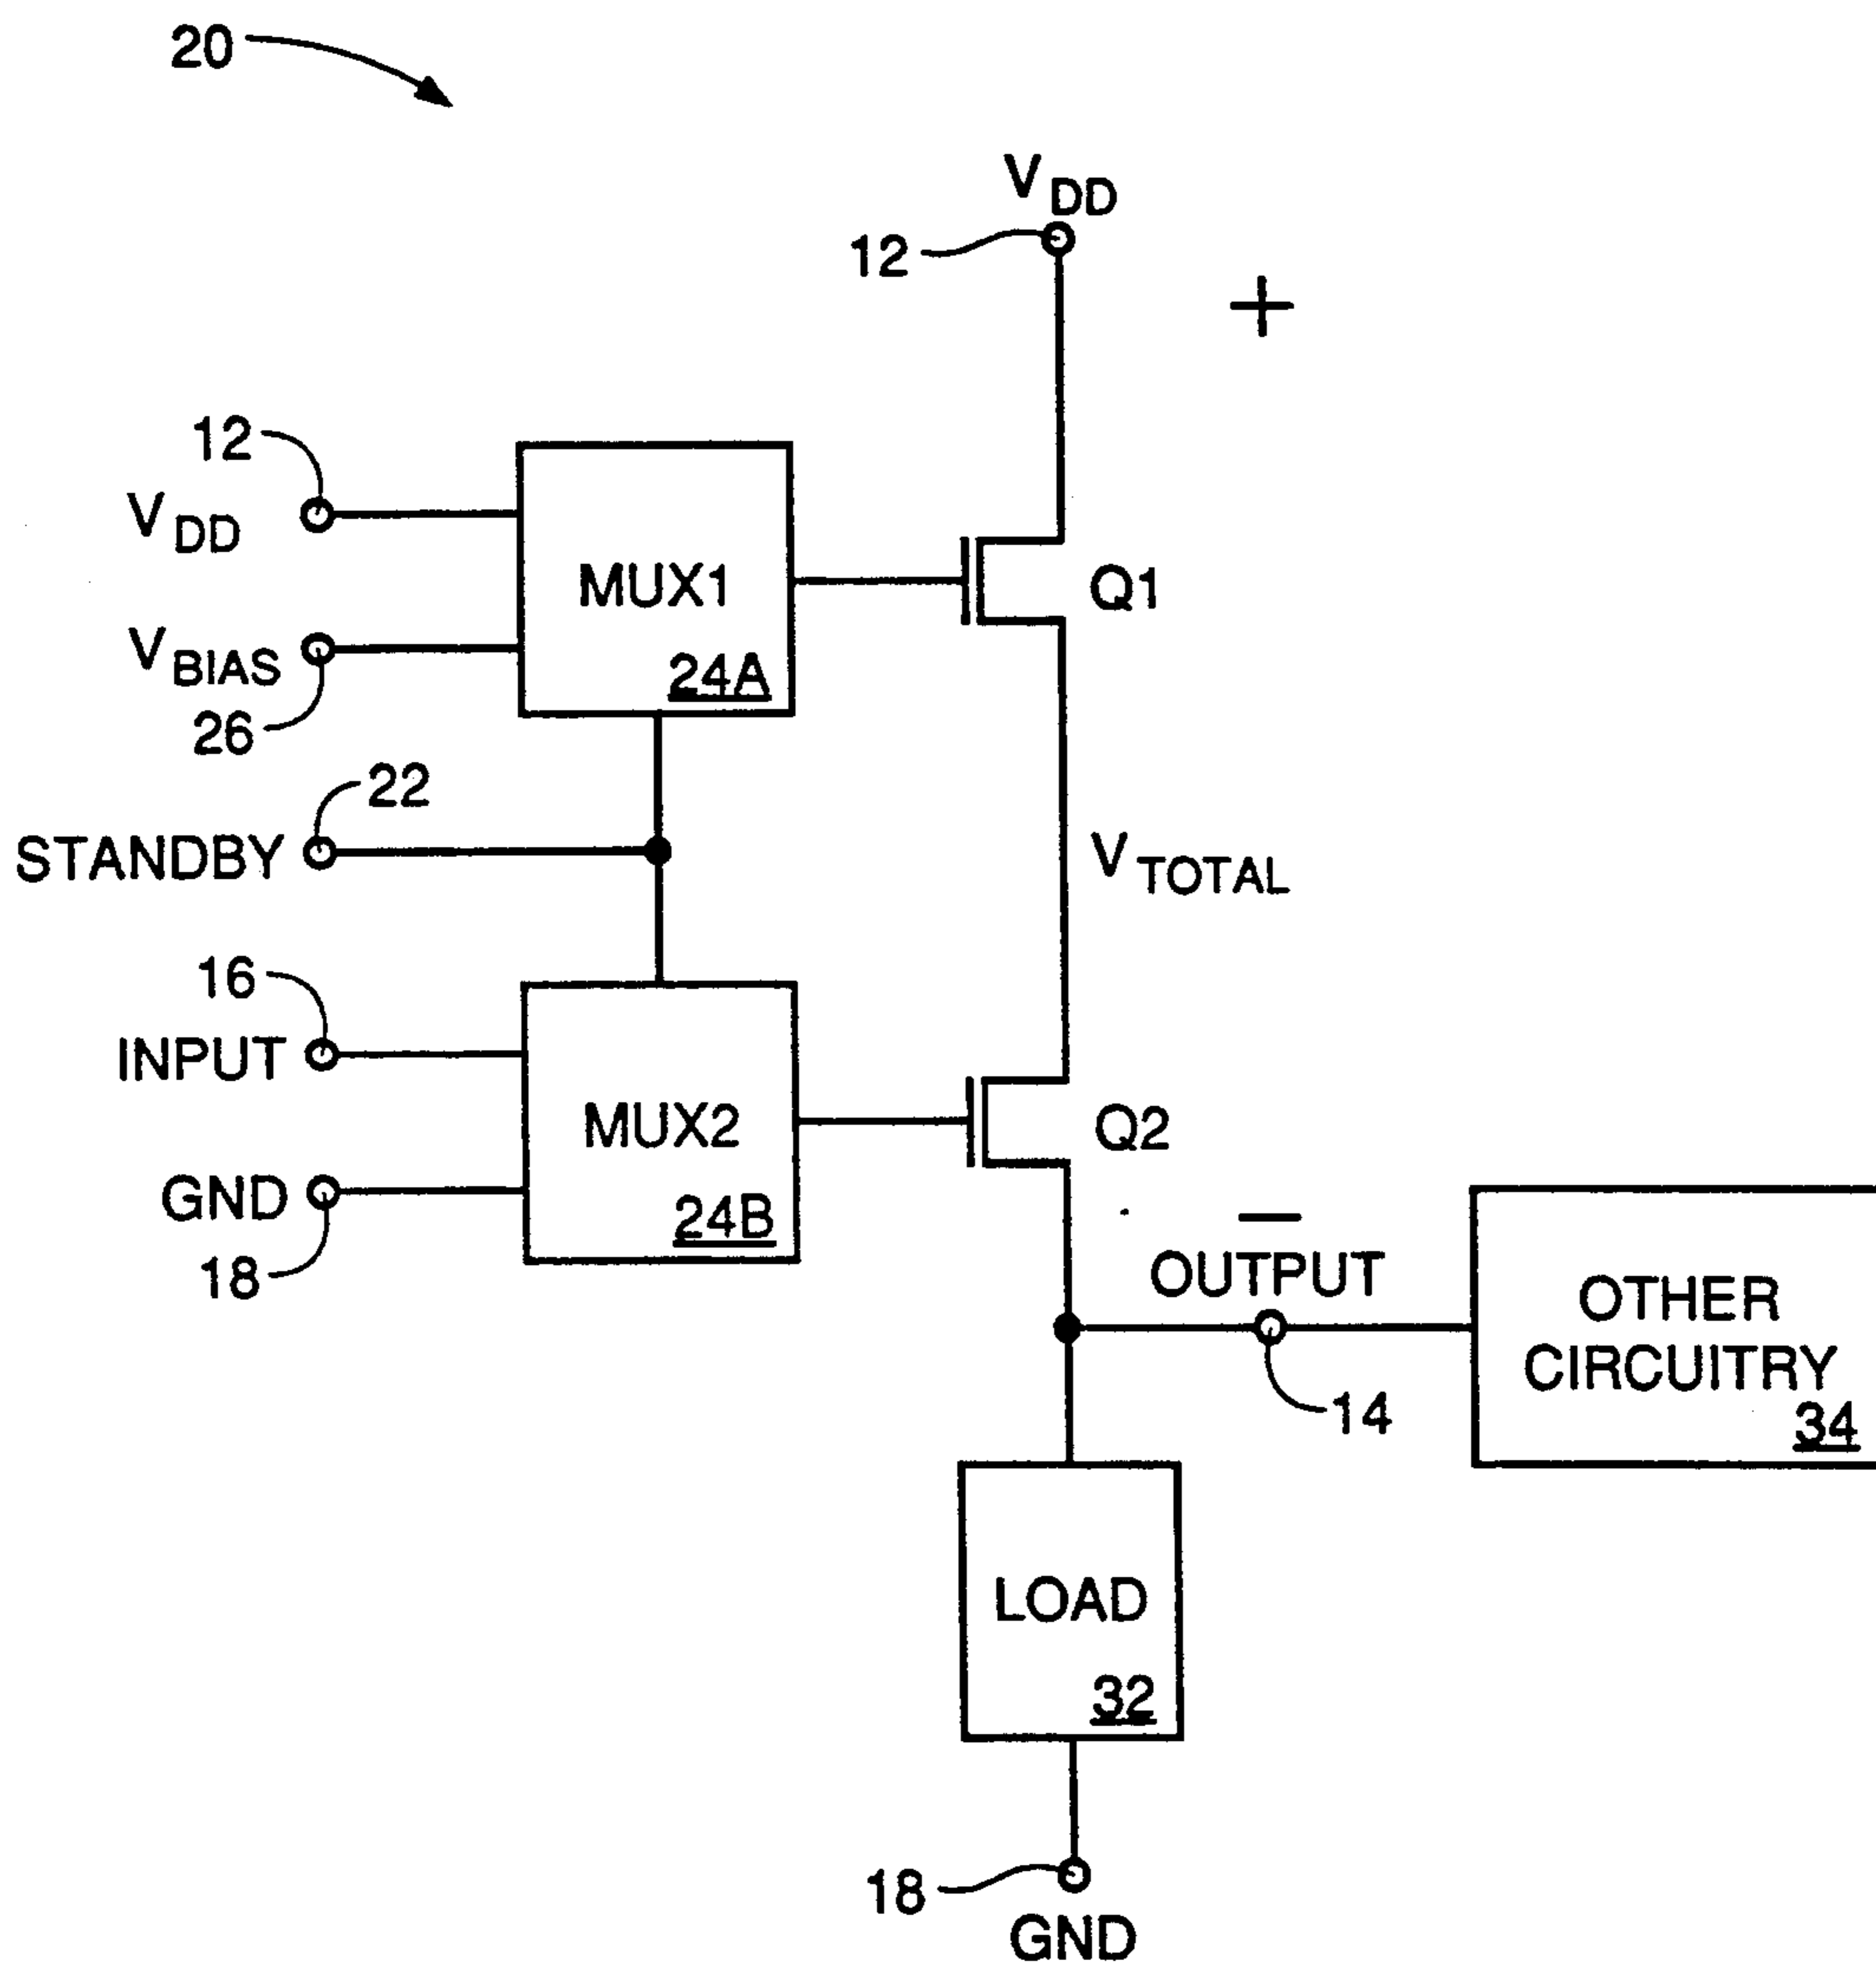 20
VDD
12
+
12
VDD
MUX1
Q1
VBIAS
24A
26
22
STANDBY
VTOTAL
16
INPUT
MUX2
Q2
GND
24B
18
−
OUTPUT
OTHER
CIRCUITRY
14
34
LOAD
32
18
GND